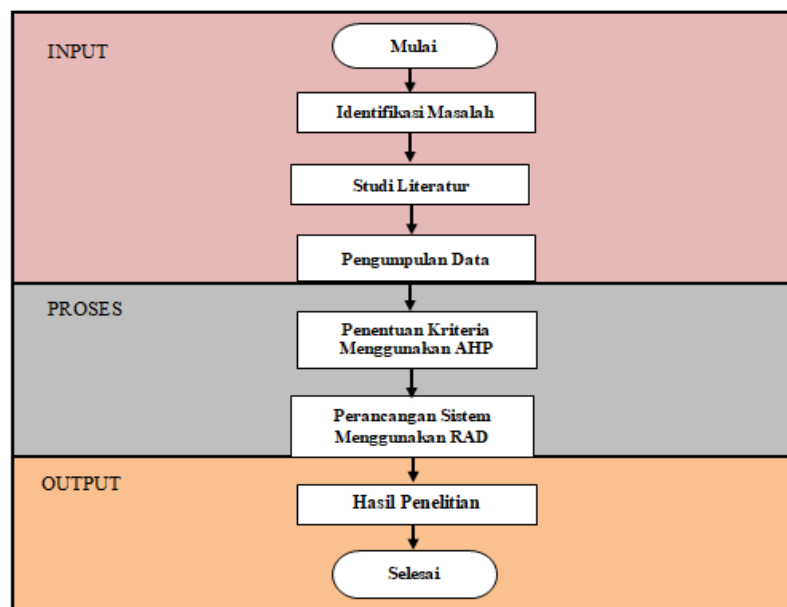 INPUT
Mulai
Identifikasi Masalah
Studi Literatur
Pengumpulan Data
PROSES
Penentuan Kriteria
Menggunakan AHP
Perancangan Sistem
Menggunakan RAD
OUTPUT
Hasil Penelitian
Selesai